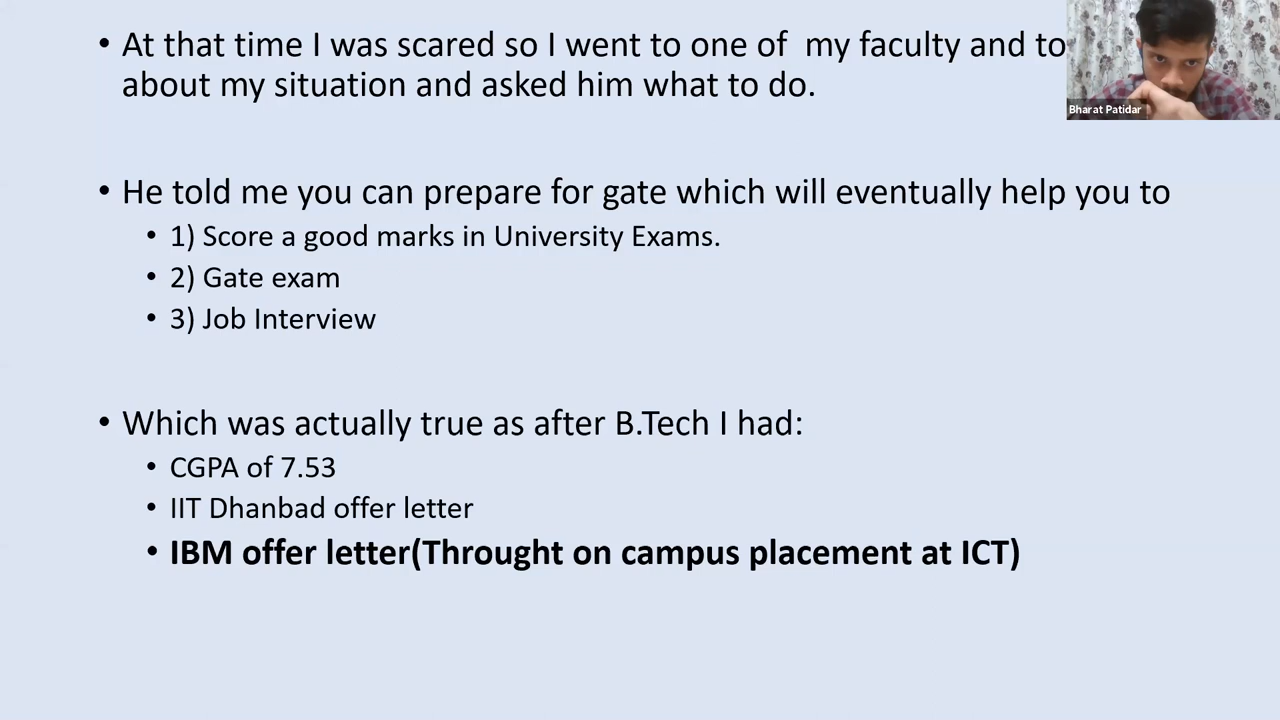 • At that time I was scared so I went to one of my faculty and to
about my situation and asked him what to do.
Bharat Patidar
• He told me you can prepare for gate which will eventually help you to
• 1) Score a good marks in University Exams.
• 2) Gate exam
• 3) Job Interview
• Which was actually true as after B.Tech I had:
• CGPA of 7.53
• IIT Dhanbad offer letter
• IBM offer letter(Throught on campus placement at ICT)